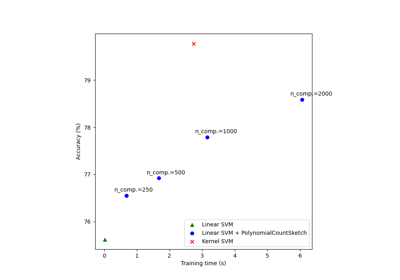 79
78
77
76
Accuracy (%)
n_comp.=2000
n_comp.=1000
n_comp.=500
n_comp.=250
Linear SVM
Linear SVM + PolynomialCountSketch
Kernel SVM
0 1 2 3 4 5 6
Training time (s)